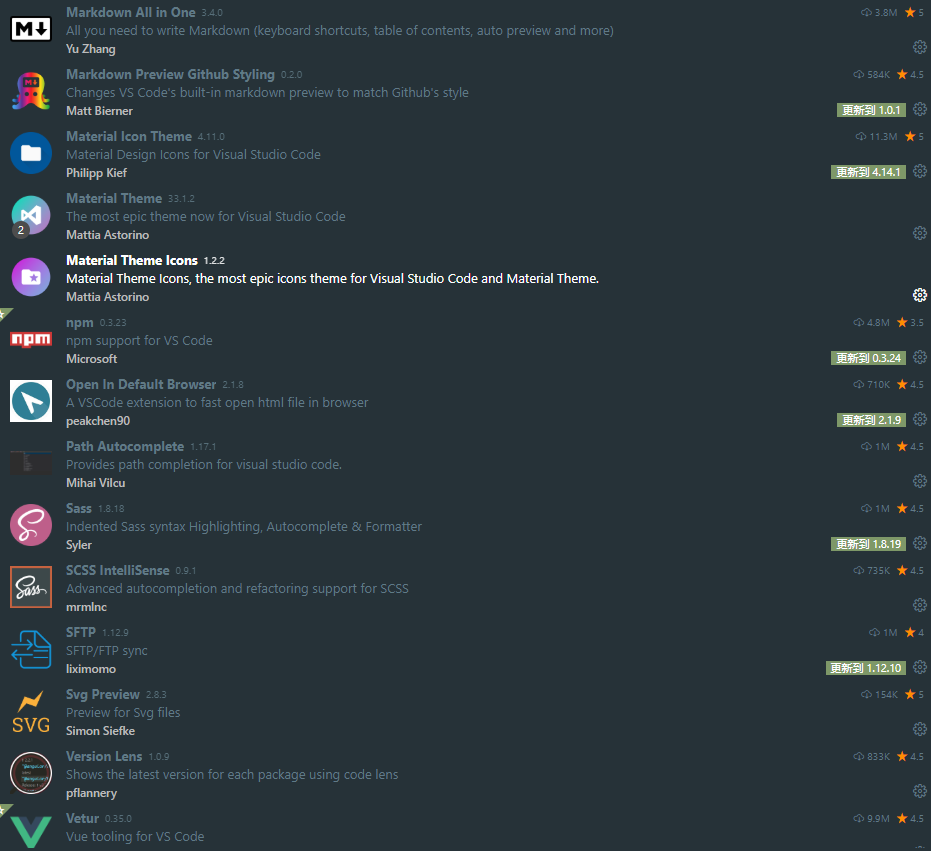 Markdown All in One 3.4.0 3.8M 5
All you need to write Markdown (keyboard shortcuts, table of contents, auto preview and more)
Yu Zhang
Markdown Preview Github Styling 0.2.0 584K 4.5
Changes VS Code's built-in markdown preview to match Github's style
Matt Bierner 更新到 1.0.1
Material Icon Theme 4.11.0 11.3M 5
Material Design Icons for Visual Studio Code
Philipp Kief 更新到 4.14.1
Material Theme 33.1.2
The most epic theme now for Visual Studio Code
2
Mattia Astorino
Material Theme Icons 1.2.2
Material Theme Icons, the most epic icons theme for Visual Studio Code and Material Theme.
Mattia Astorino
npm 0.3.23 4.8M 3.5
npm
npm support for VS Code
Microsoft 更新到 0.3.24
Open In Default Browser 2.1.8 710K 4.5
A VSCode extension to fast open html file in browser
peakchen90 更新到 2.1.9
Path Autocomplete 1.17.1 1M 4.5
Provides path completion for visual studio code.
Mihai Vilcu
Sass 1.8.18 1M 4.5
Indented Sass syntax Highlighting, Autocomplete & Formatter
Syler 更新到 1.8.19
SCSS IntelliSense 0.9.1 735K 4.5
Sass
Advanced autocompletion and refactoring support for SCSS
mrmlnc
SFTP 1.12.9 1M 4
SFTP/FTP sync
liximomo 更新到 1.12.10
Svg Preview 2.8.3 154K 5
Preview for Svg files
SVG
Simon Siefke
Version Lens 1.0.9 833K 4.5
Shows the latest version for each package using code lens
pflannery
Vetur 0.35.0 9.9M 4.5
Vue tooling for VS Code